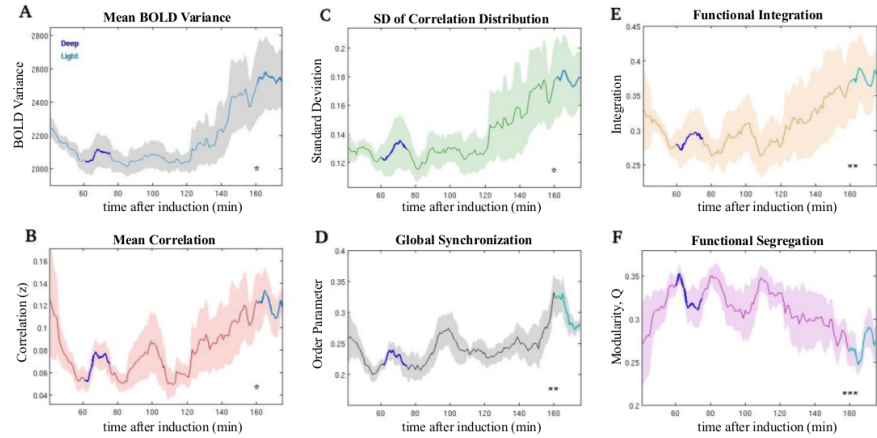 A
Mean BOLD Variance
BOLD Variance
2800
2600
2400
2200
2000
Deep
Light
60 80 100 120 140 160
☆
time after induction (min)
B
Mean Correlation
Correlation (z)
0.16
0.14
0.12
0.1
0.08
0.06
0.04
60 80 100 120 140 160
☆
time after induction (min)
C
SD of Correlation Distribution
Standard Deviation
0.2
0.18
0.16
0.14
0.12
60 80 100 120 140 160
☆
time after induction (min)
D
Global Synchronization
Order Parameter
0.4
0.35
0.3
0.25
0.2
60 80 100 120 140 160
**
time after induction (min)
E
Functional Integration
Integration
0.4
0.35
0.3
0.25
60 80 100 120 140 160
**
time after induction (min)
F
Functional Segregation
Modularity, Q
0.35
0.3
0.25
0.2
60 80 100 120 140 160
***
time after induction (min)